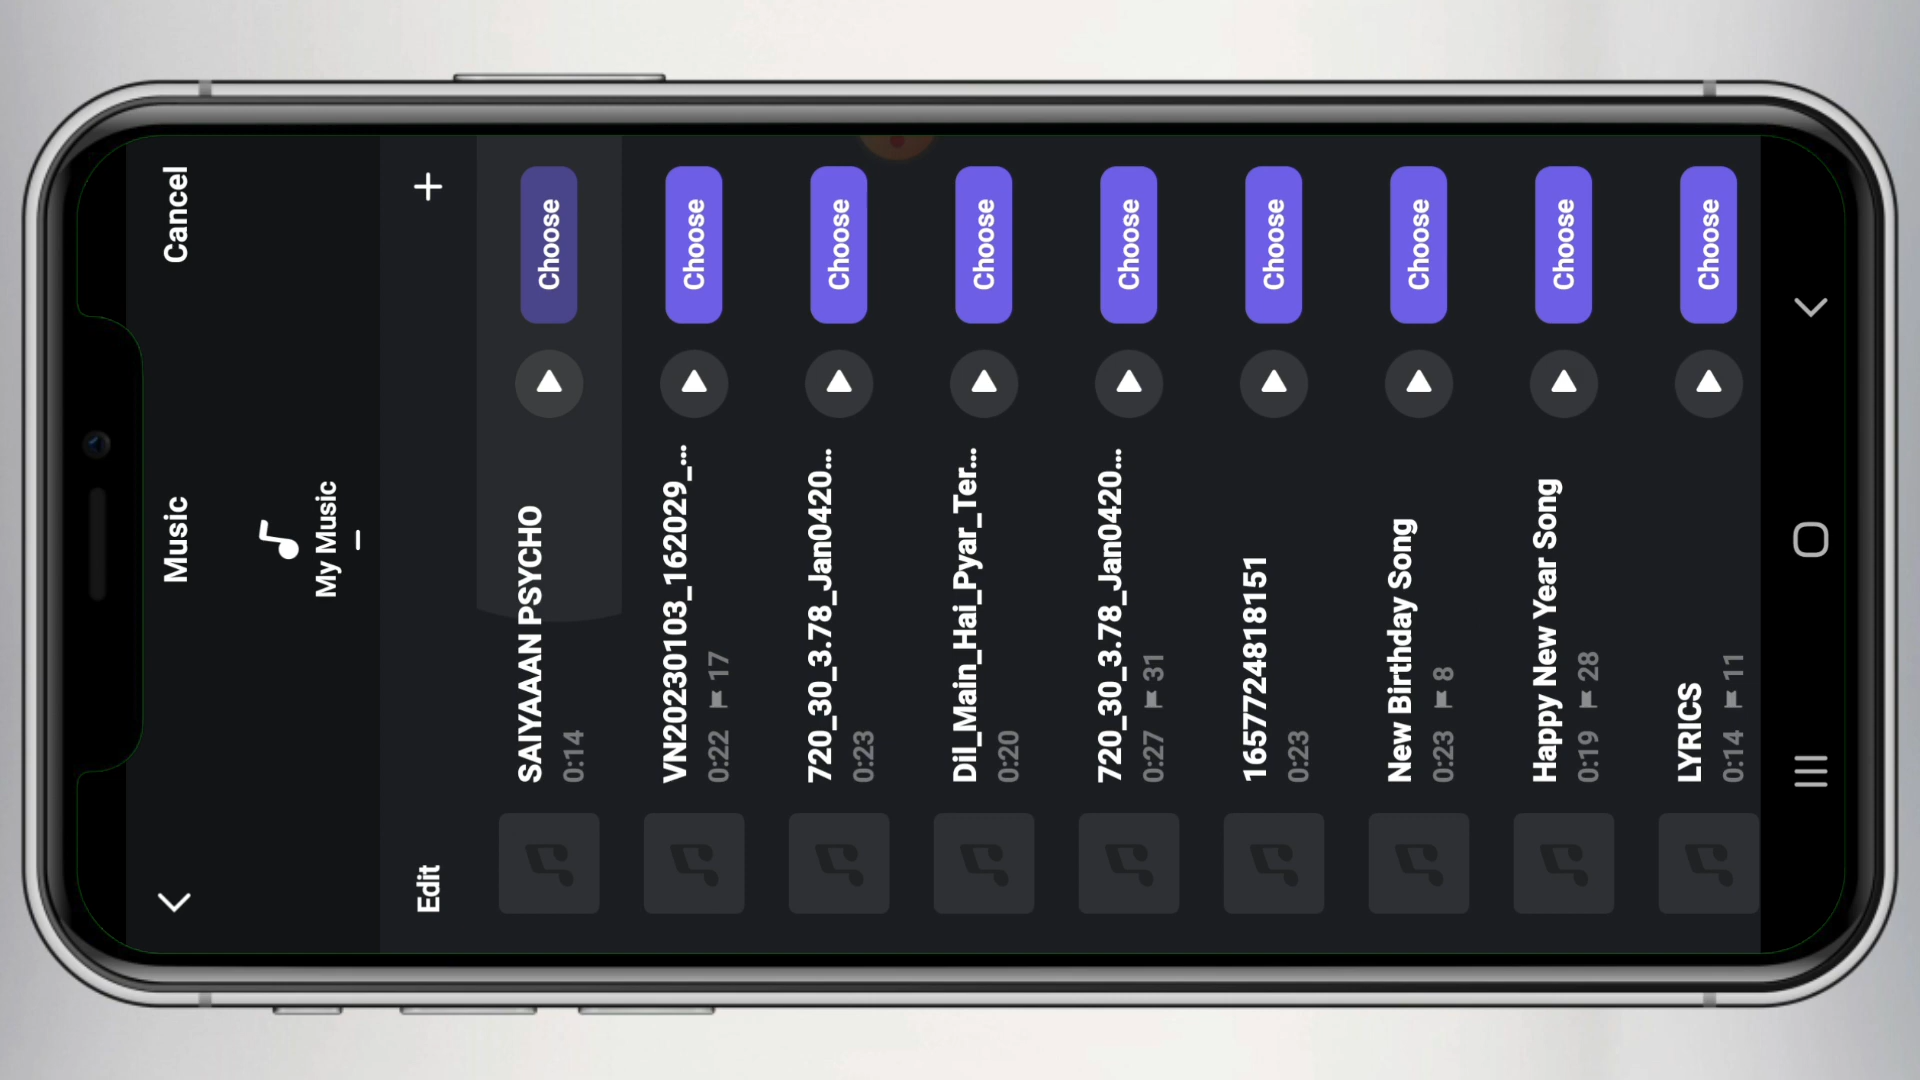 Music
Cancel
My Music
Edit
SAIYAAAN PSYCHO
0:14
Choose
VN20230103_162029_...
0:22 17
Choose
720_30_3.78_Jan0420...
0:23
Choose
Dil_Main_Hai_Pyar_Ter...
0:20
Choose
720_30_3.78_Jan0420...
0:27 31
Choose
1657724818151
0:23
Choose
New Birthday Song
0:23 8
Choose
Happy New Year Song
0:19 28
Choose
LYRICS
0:14 11
Choose